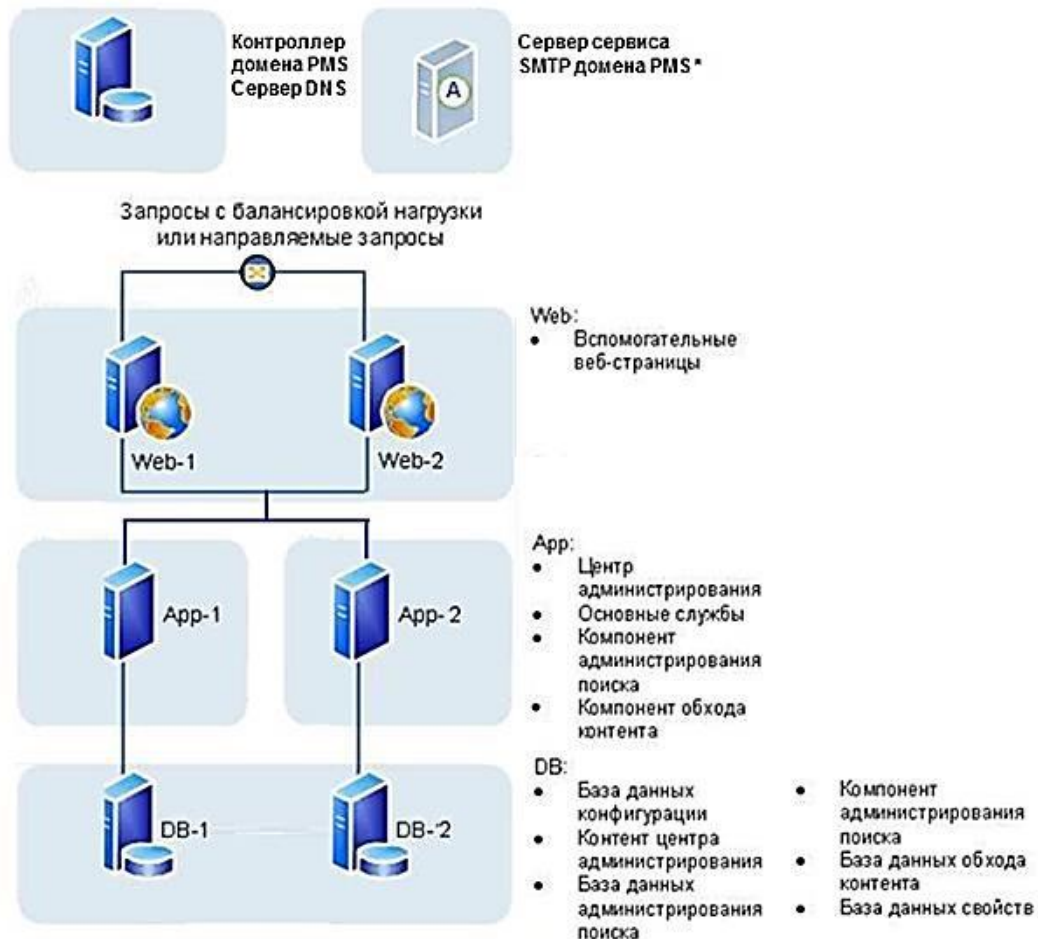 Контроллер
домена PMS
Сервер DNS
Сервер сервиса
SMTP домена PMS*
A
Запросы с балансировкой нагрузки
или направляемые запросы
Web-1
Web-2
Web:
• Вспомогательные
веб-страницы
App-1
App-2
App:
• Центр
администрирования
• Основные службы
• Компонент
администрирования
поиска
• Компонент обхода
контента
DB-1
DB-2
DB:
• База данных
конфигурации
• Контент центра
администрирования
• База данных
администрирования
поиска
• Компонент
администрирования
поиска
• База данных обхода
контента
• База данных свойств